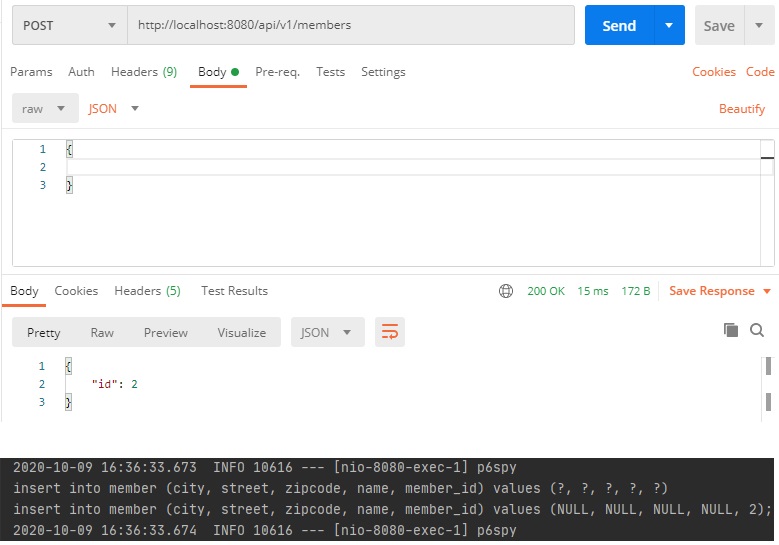 POST http://localhost:8080/api/v1/members Send Save
Params Auth Headers (9) Body Pre-req. Tests Settings Cookies Code
raw JSON Beautify
1 {
2
3 }
Body Cookies Headers (5) Test Results 200 OK 15 ms 172 B Save Response
Pretty Raw Preview Visualize JSON
1 {
2 "id": 2
3 }
2020-10-09 16:36:33.673 INFO 10616 --- [nio-8080-exec-1] p6spy
insert into member (city, street, zipcode, name, member_id) values (?, ?, ?, ?, ?)
insert into member (city, street, zipcode, name, member_id) values (NULL, NULL, NULL, NULL, 2);
2020-10-09 16:36:33.674 INFO 10616 --- [nio-8080-exec-1] p6spy